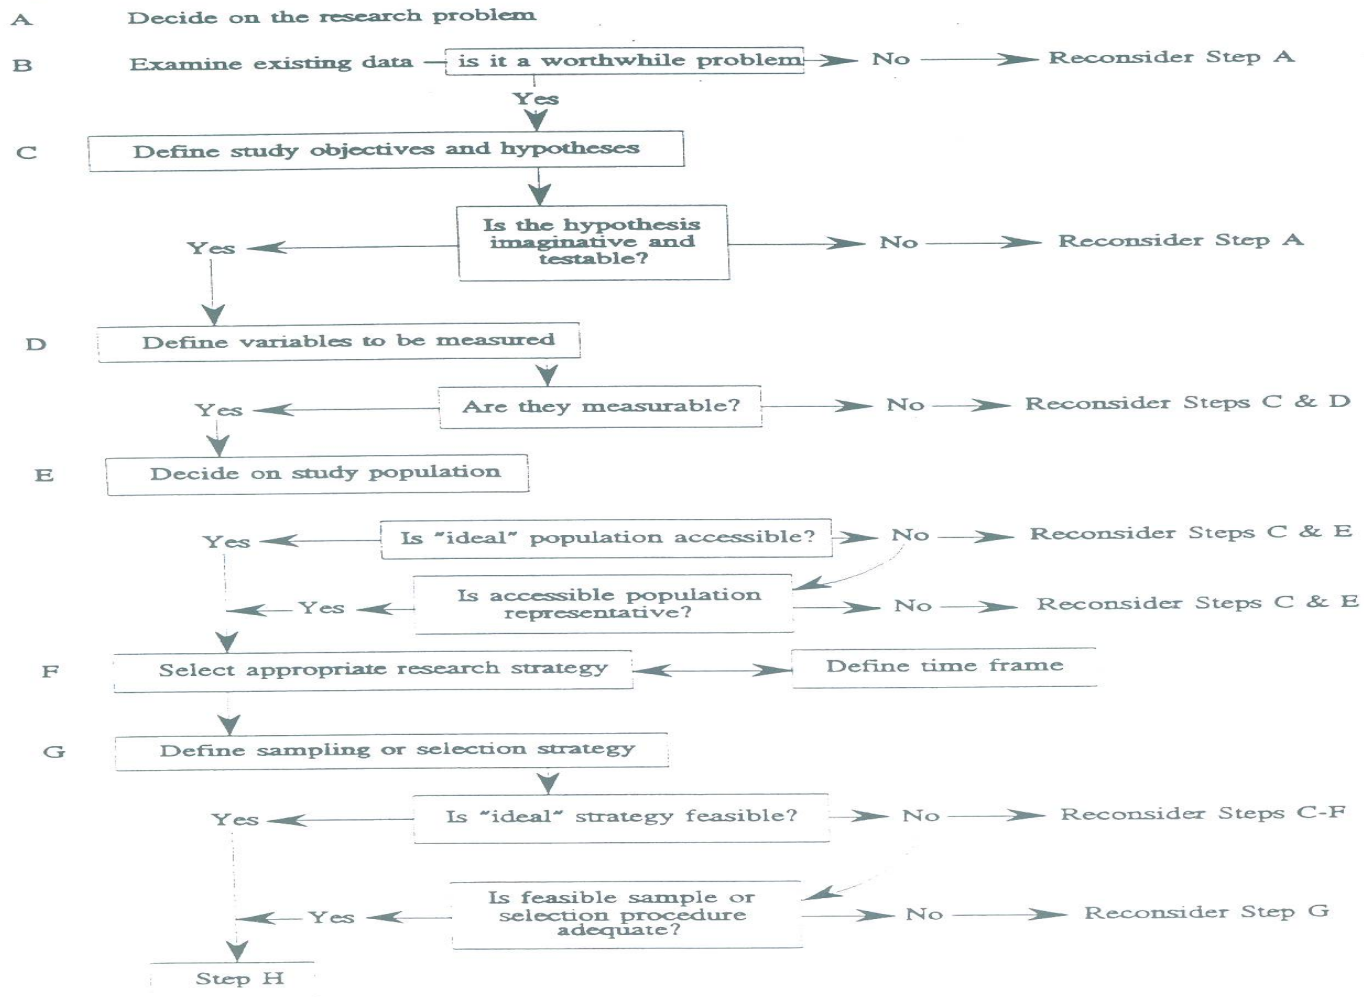 A Decide on the research problem
B Examine existing data — is it a worthwhile problem No Reconsider Step A
Yes
C Define study objectives and hypotheses
Is the hypothesis
imaginative and
testable?
Yes No Reconsider Step A
D Define variables to be measured
Yes Are they measurable? No Reconsider Steps C & D
E Decide on study population
Yes Is "ideal" population accessible? No Reconsider Steps C & E
Is accessible population
representative?
Yes No Reconsider Steps C & E
F Select appropriate research strategy Define time frame
G Define sampling or selection strategy
Yes Is "ideal" strategy feasible? No Reconsider Steps C-F
Is feasible sample or
selection procedure
adequate?
Yes No Reconsider Step G
Step H